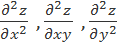 ∂²z/∂x² , ∂²z/∂xy , ∂²z/∂y²